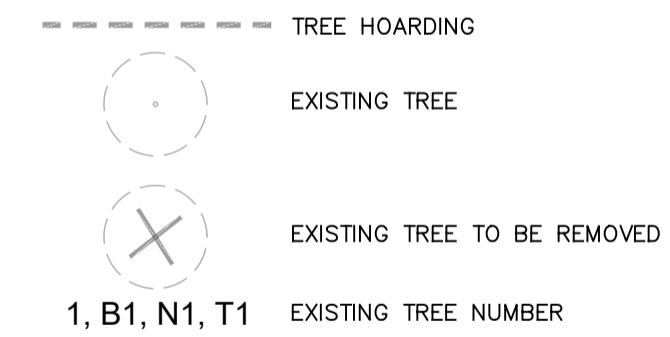 TREE HOARDING
EXISTING TREE
EXISTING TREE TO BE REMOVED
1, B1, N1, T1 EXISTING TREE NUMBER